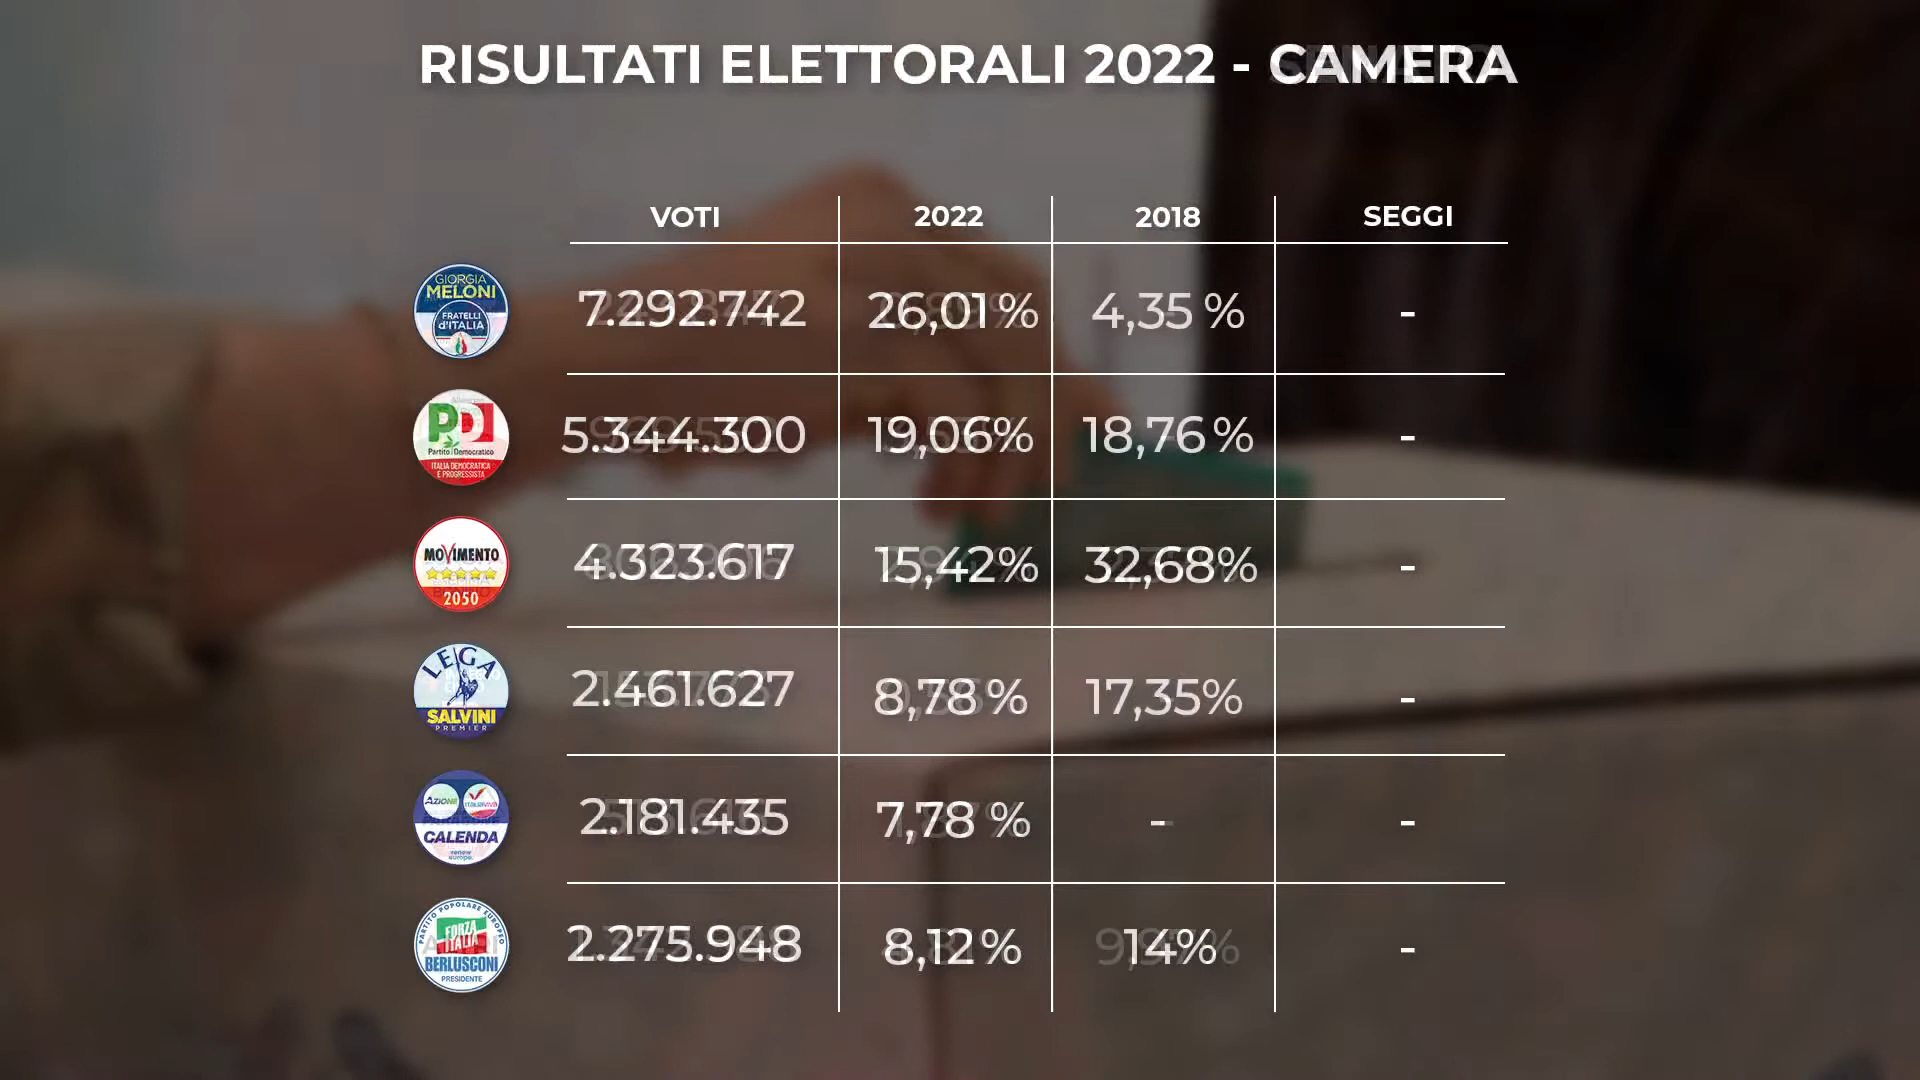 RISULTATI ELETTORALI 2022 - CAMERA
VOTI 2022 2018 SEGGI
GIORGIA
MELONI
FRATELLI
d'ITALIA
7.292.742 26,01% 4,35% -
PD
Partito Democratico
ITALIA DEMOCRATICA
E PROGRESSISTA
5.344.300 19,06% 18,76% -
MOVIMENTO
2050
4.323.617 15,42% 32,68% -
LEGA
SALVINI
PREMIER
2.461.627 8,78% 17,35% -
AZIONE ITALIAVIVA
CALENDA
renew
europe.
2.181.435 7,78% - -
PARTITO POPOLARE EUROPEO
FORZA
ITALIA
BERLUSCONI
PRESIDENTE
2.275.948 8,12% 14% -